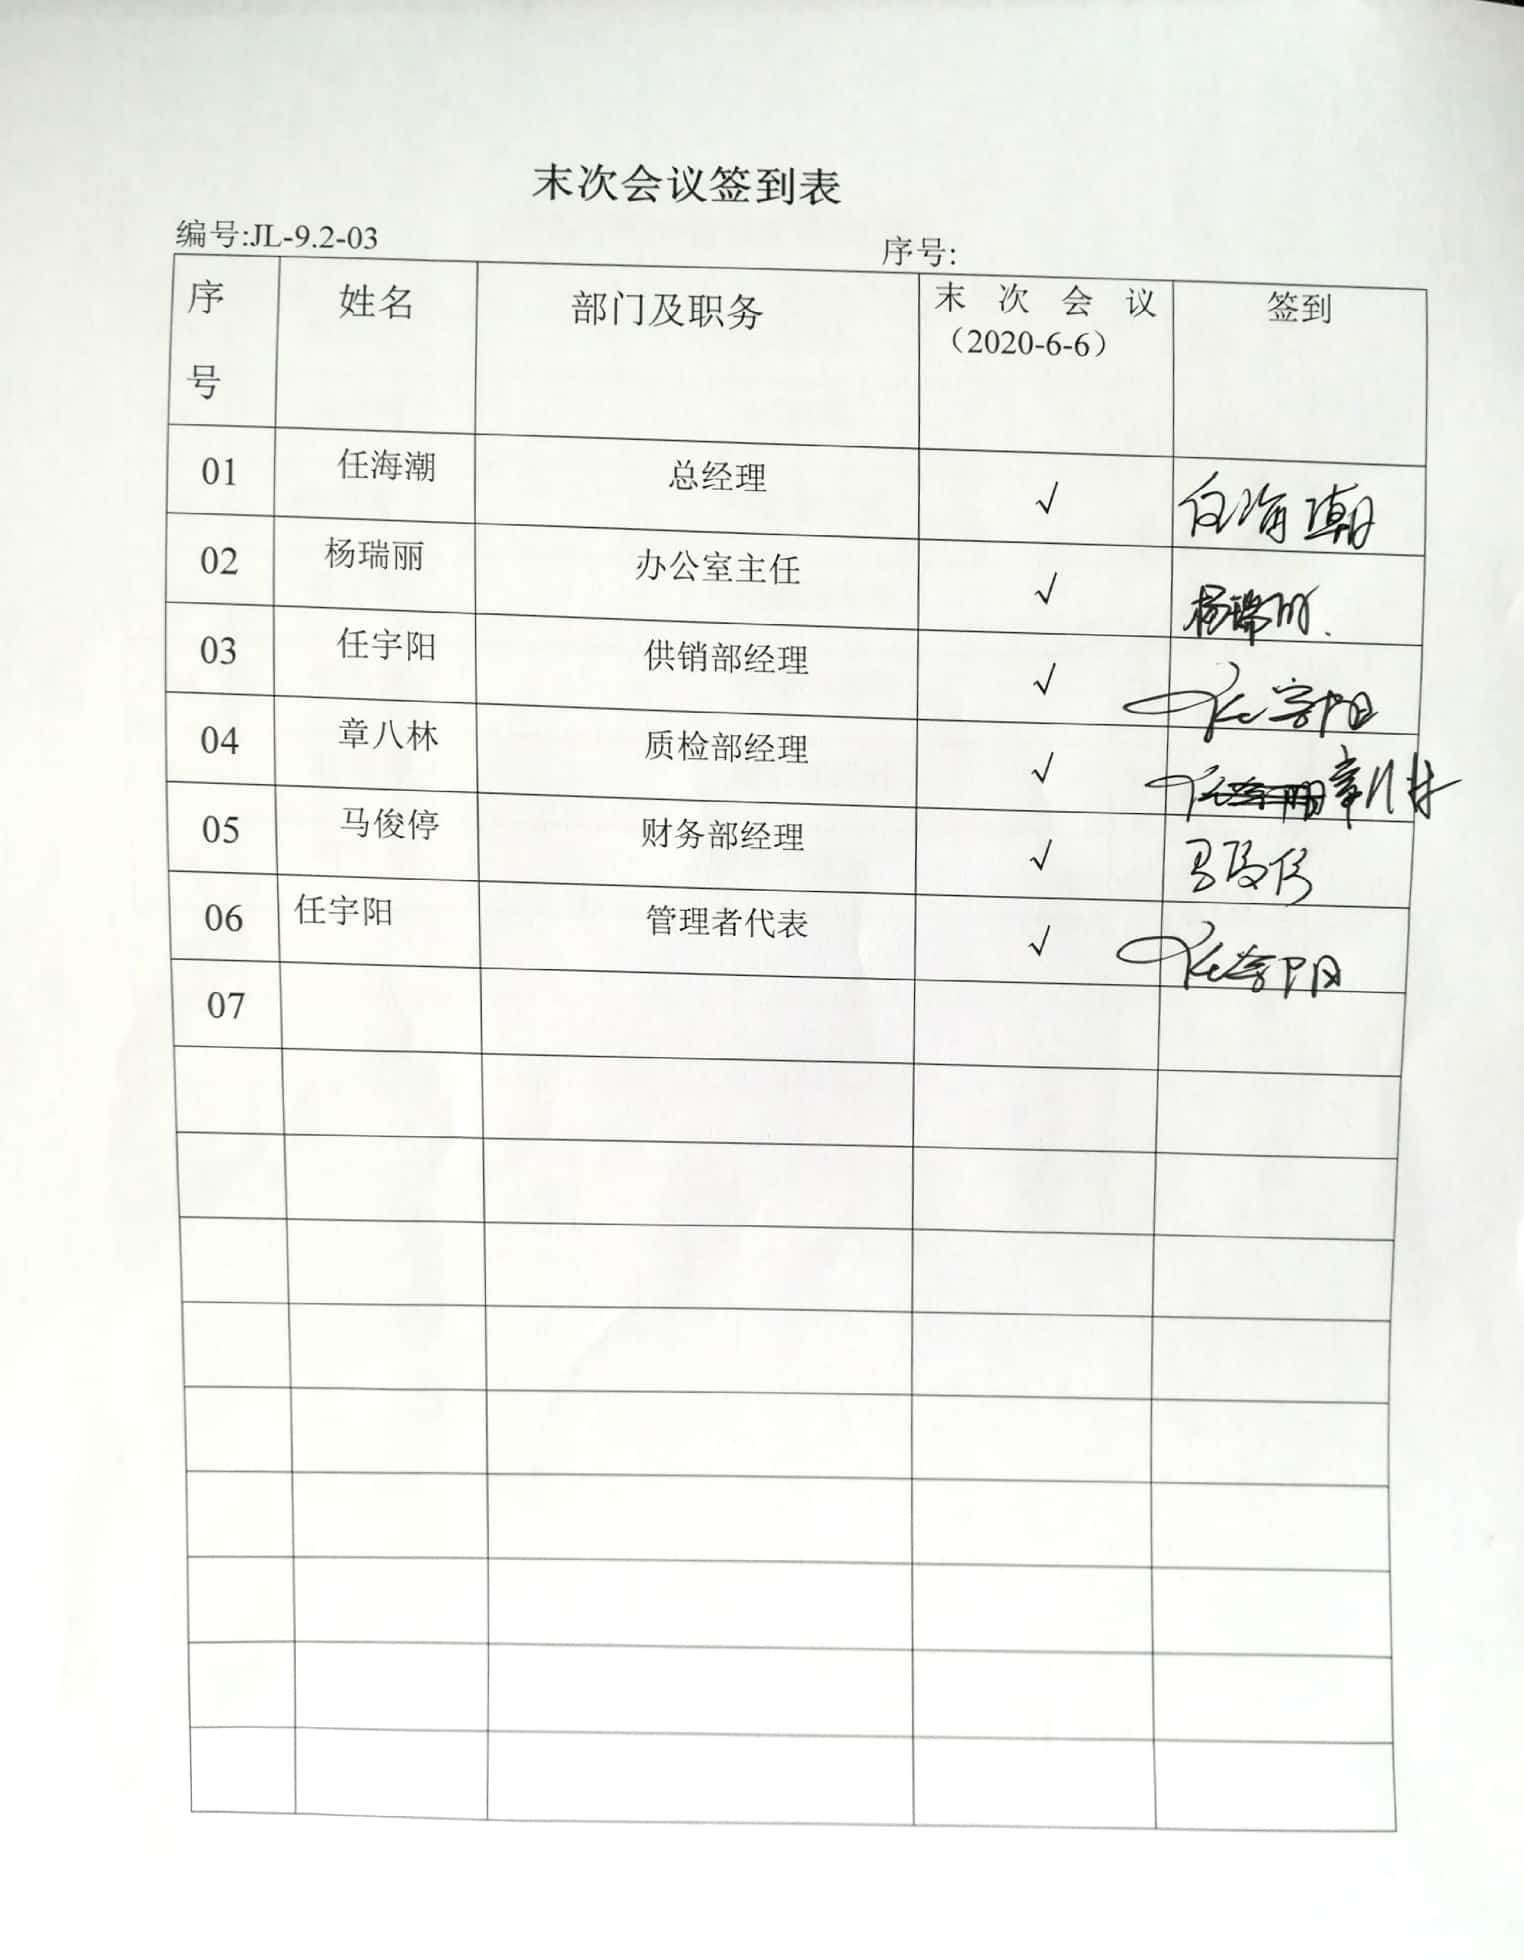 末次会议签到表
编号:JL-9.2-03 序号:
序号 姓名 部门及职务 末次会议（2020-6-6） 签到
01 任海潮 总经理 √ 任海潮
02 杨瑞丽 办公室主任 √ 杨瑞丽
03 任宇阳 供销部经理 √ 任宇阳
04 章八林 质检部经理 √ 章八林
05 马俊停 财务部经理 √ 马俊停
06 任宇阳 管理者代表 √ 任宇阳
07